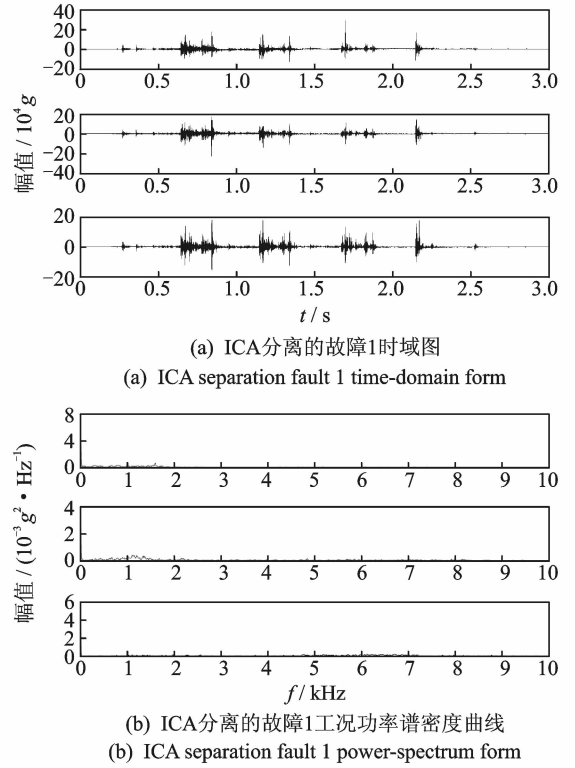 幅值 / 10⁴ g
40
20
0
−20
0 0.5 1.0 1.5 2.0 2.5 3.0
20
0
−20
−40
0 0.5 1.0 1.5 2.0 2.5 3.0
20
0
−20
0 0.5 1.0 1.5 2.0 2.5 3.0
t / s
(a) ICA分离的故障1时域图
(a) ICA separation fault 1 time-domain form
幅值 / (10⁻³ g²・Hz⁻¹)
8
4
0
0 1 2 3 4 5 6 7 8 9 10
4
2
0
0 1 2 3 4 5 6 7 8 9 10
6
4
2
0
0 1 2 3 4 5 6 7 8 9 10
f / kHz
(b) ICA分离的故障1工况功率谱密度曲线
(b) ICA separation fault 1 power-spectrum form